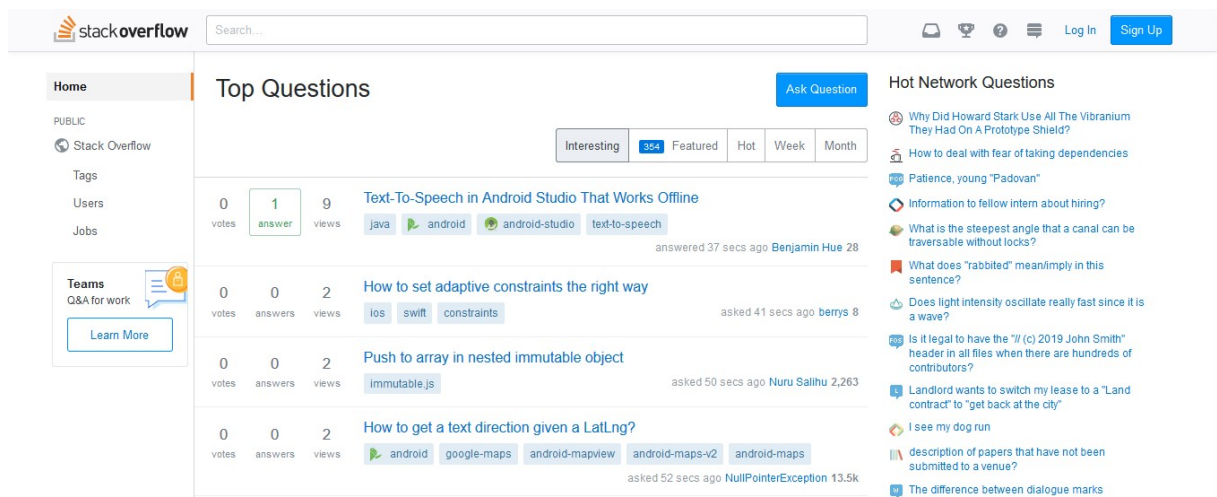 stackoverflow
Search...
Log In
Sign Up
Home
PUBLIC
Stack Overflow
Tags
Users
Jobs
Teams
Q&A for work
Learn More
Top Questions
Ask Question
Interesting
354 Featured
Hot
Week
Month
0 1 9
votes answer views
Text-To-Speech in Android Studio That Works Offline
java android android-studio text-to-speech
answered 37 secs ago Benjamin Hue 28
0 0 2
votes answers views
How to set adaptive constraints the right way
ios swift constraints
asked 41 secs ago berrys 8
0 0 2
votes answers views
Push to array in nested immutable object
immutable.js
asked 50 secs ago Nuru Salihu 2,263
0 0 2
votes answers views
How to get a text direction given a LatLng?
android google-maps android-mapview android-maps-v2 android-maps
asked 52 secs ago NullPointerException 13.5k
Hot Network Questions
Why Did Howard Stark Use All The Vibranium
They Had On A Prototype Shield?
How to deal with fear of taking dependencies
Patience, young "Padovan"
Information to fellow intern about hiring?
What is the steepest angle that a canal can be
traversable without locks?
What does "rabbited" mean/imply in this
sentence?
Does light intensity oscillate really fast since it is
a wave?
Is it legal to have the "// (c) 2019 John Smith"
header in all files when there are hundreds of
contributors?
Landlord wants to switch my lease to a "Land
contract" to "get back at the city"
I see my dog run
description of papers that have not been
submitted to a venue?
The difference between dialogue marks